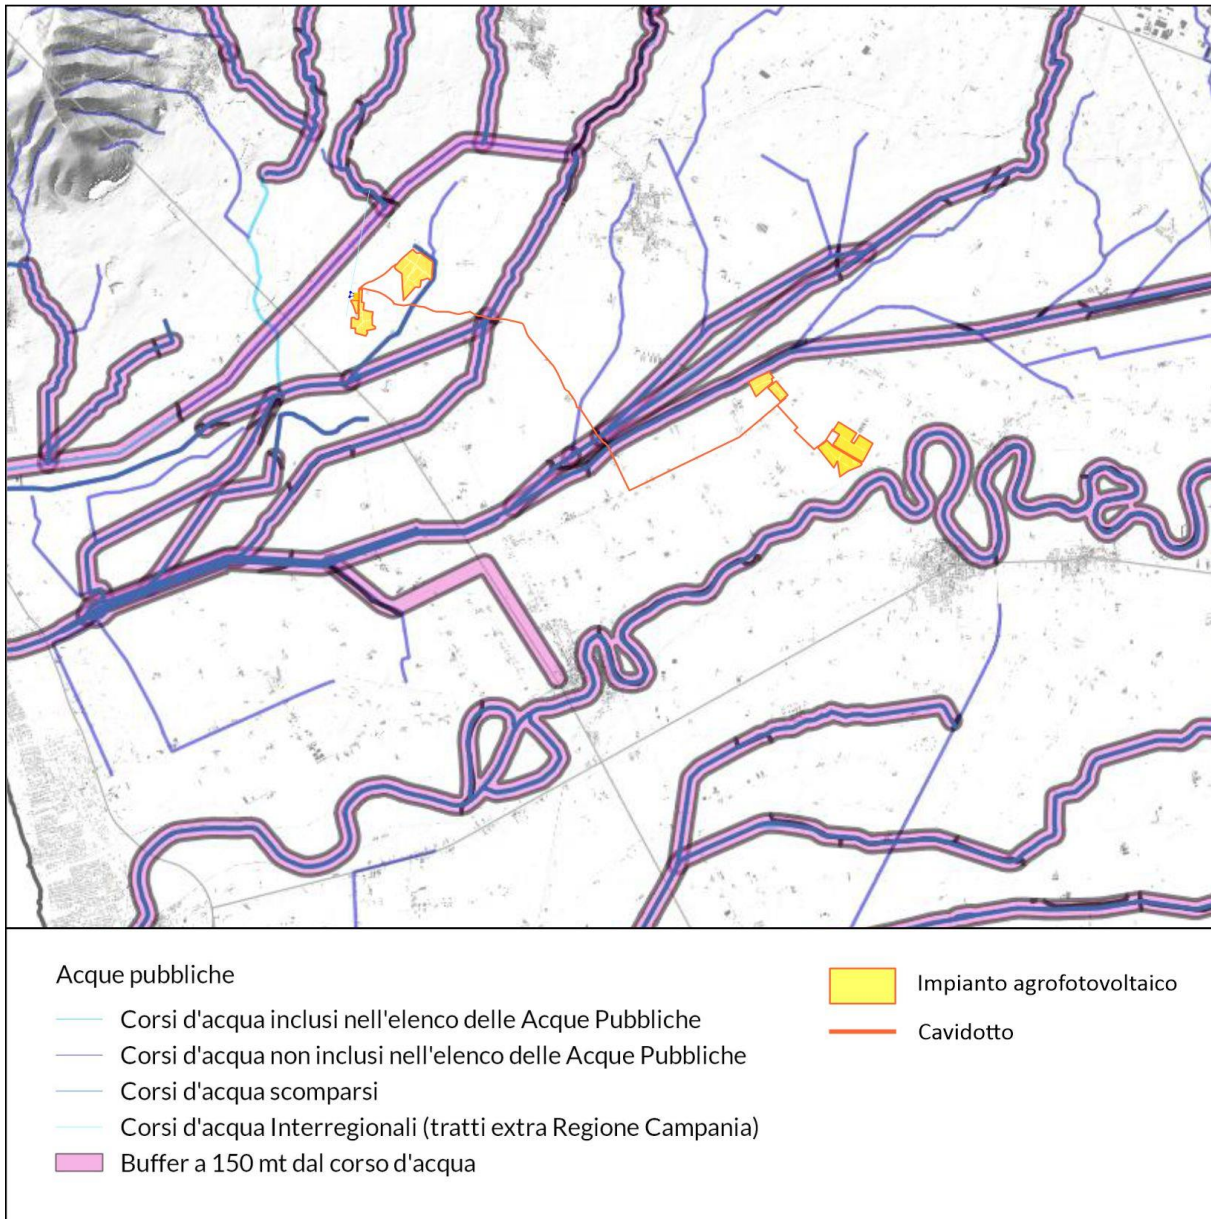 Acque pubbliche
Corsi d'acqua inclusi nell'elenco delle Acque Pubbliche
Corsi d'acqua non inclusi nell'elenco delle Acque Pubbliche
Corsi d'acqua scomparsi
Corsi d'acqua Interregionali (tratti extra Regione Campania)
Buffer a 150 mt dal corso d'acqua
Impianto agrofotovoltaico
Cavidotto